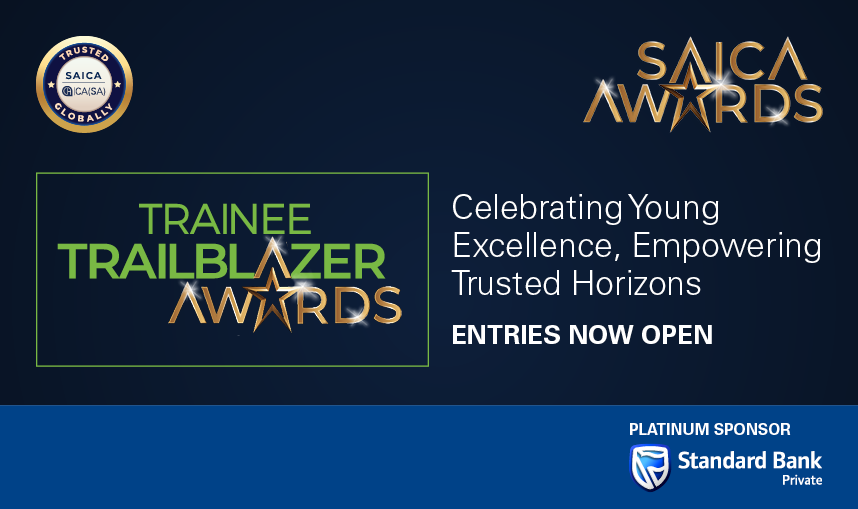 TRUSTED
SAICA
CA(SA)
GLOBALLY
SAICA
AWARDS
TRAINEE
TRAILBLAZER
AWARDS
Celebrating Young
Excellence, Empowering
Trusted Horizons
ENTRIES NOW OPEN
PLATINUM SPONSOR
Standard Bank
Private